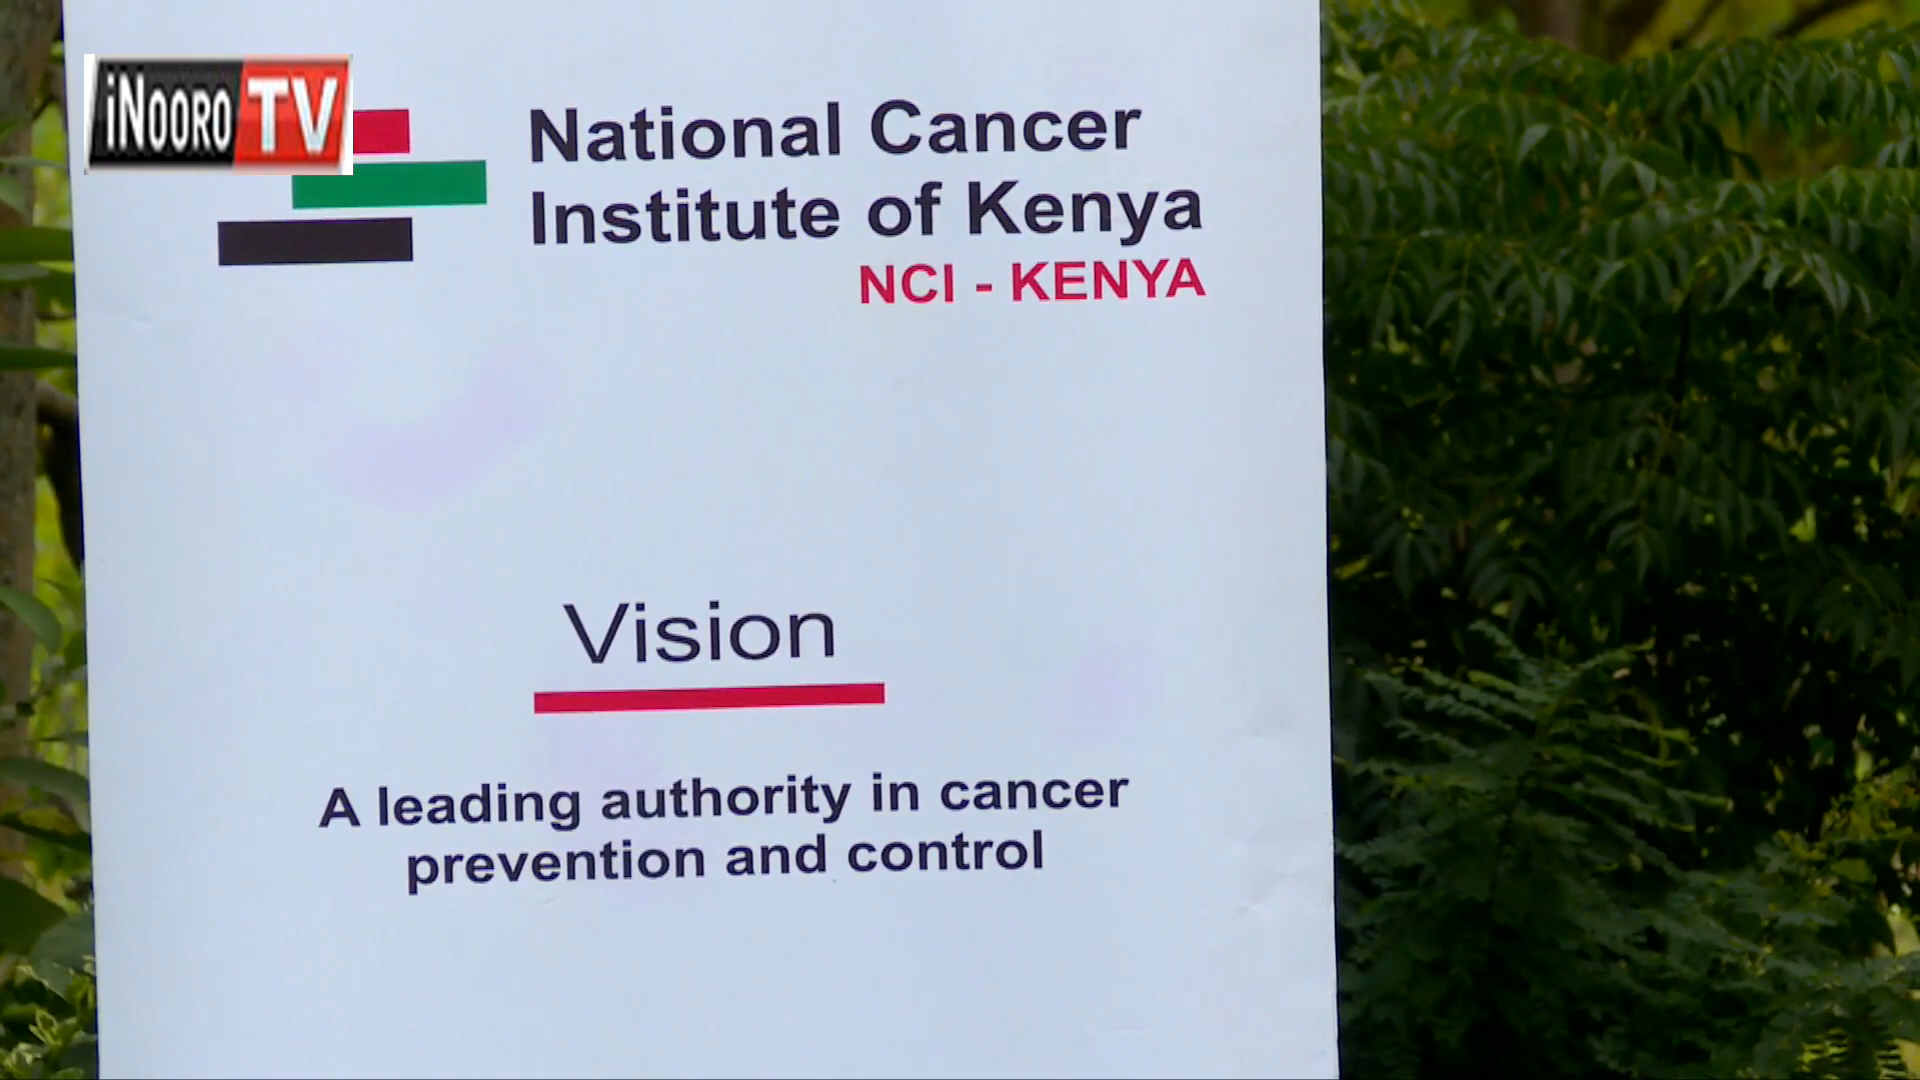 iNOORO TV
National Cancer
Institute of Kenya
NCI - KENYA
Vision
A leading authority in cancer
prevention and control